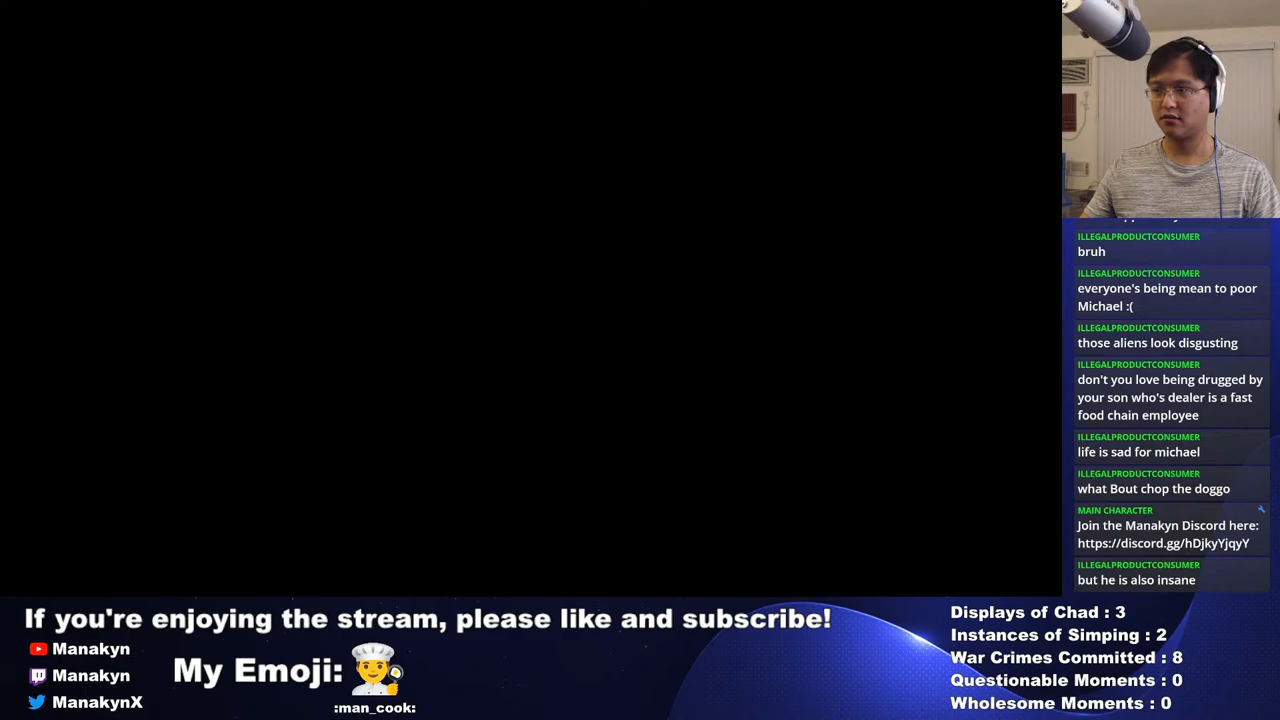 ILLEGALPRODUCTCONSUMER
bruh
ILLEGALPRODUCTCONSUMER
everyone's being mean to poor
Michael :(
ILLEGALPRODUCTCONSUMER
those aliens look disgusting
ILLEGALPRODUCTCONSUMER
don't you love being drugged by
your son who's dealer is a fast
food chain employee
ILLEGALPRODUCTCONSUMER
life is sad for michael
ILLEGALPRODUCTCONSUMER
what Bout chop the doggo
MAIN CHARACTER
Join the Manakyn Discord here:
https://discord.gg/hDjkyYjqyY
ILLEGALPRODUCTCONSUMER
but he is also insane
If you're enjoying the stream, please like and subscribe!
Manakyn
Manakyn
ManakynX
My Emoji:
:man_cook:
Displays of Chad : 3
Instances of Simping : 2
War Crimes Committed : 8
Questionable Moments : 0
Wholesome Moments : 0